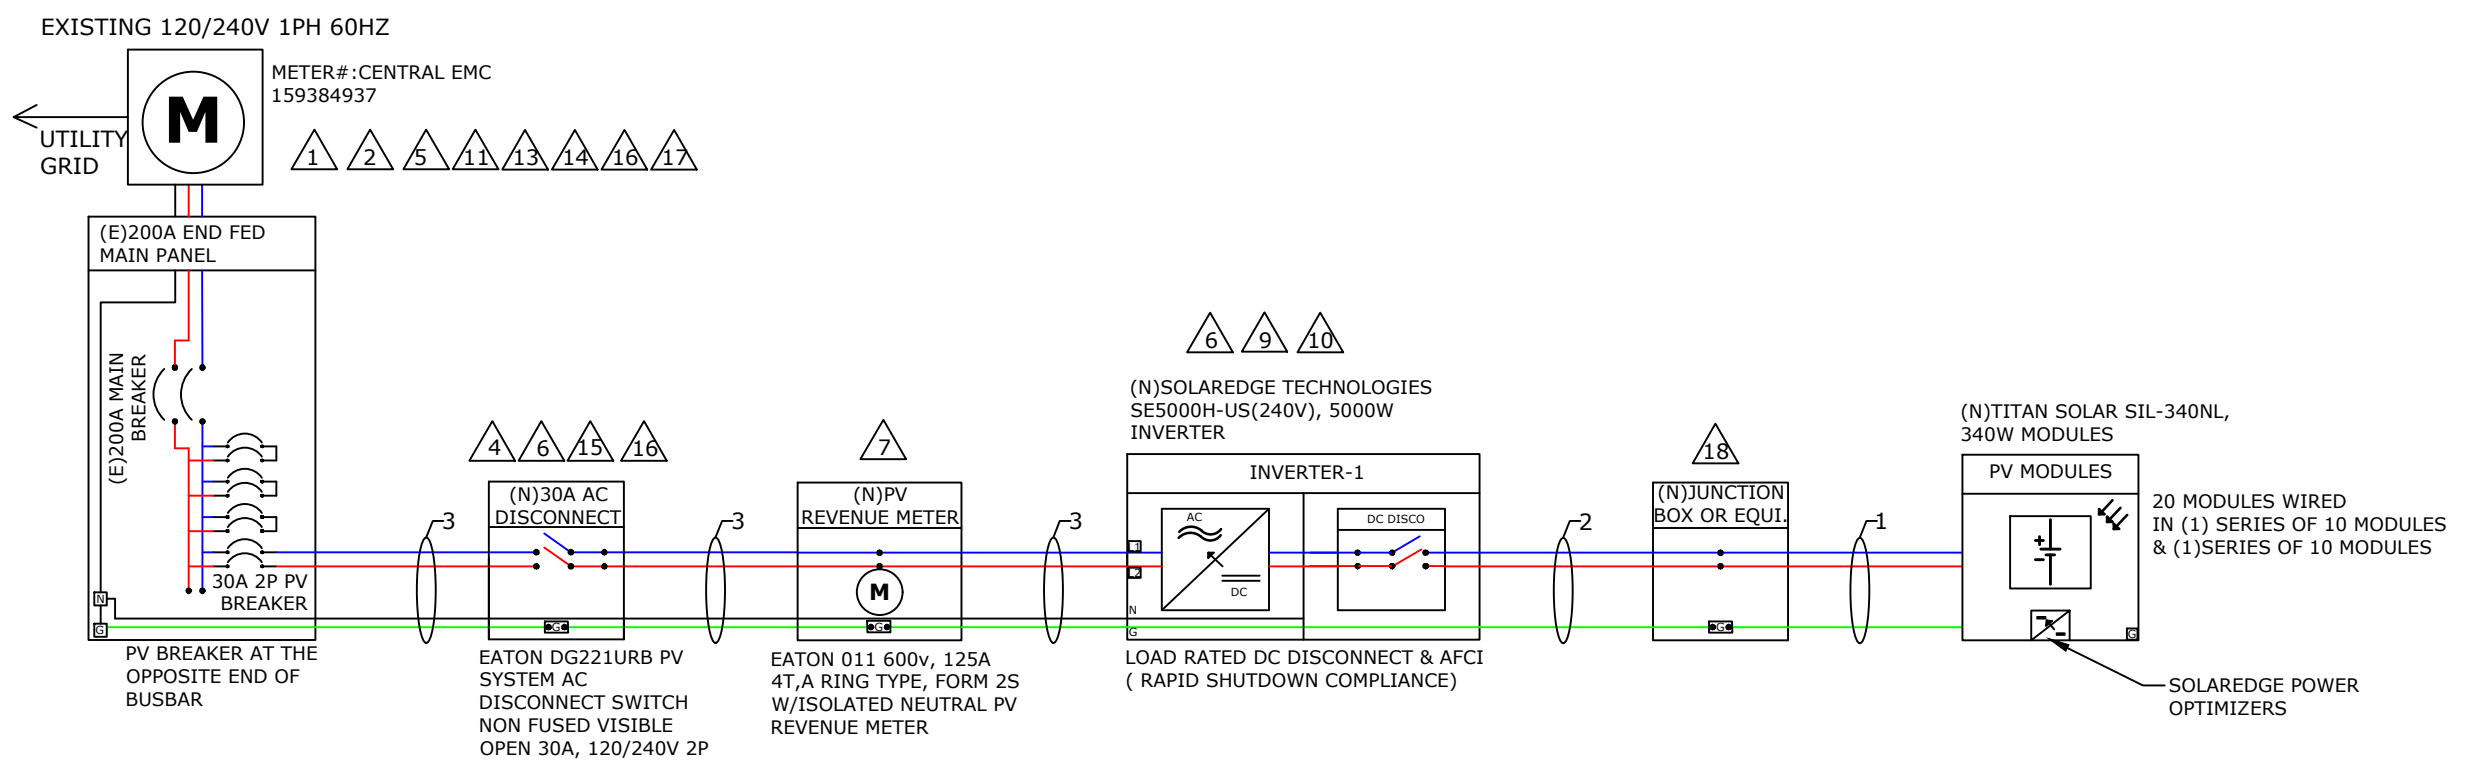 EXISTING 120/240V 1PH 60HZ
M
METER#:CENTRAL EMC
159384937
UTILITY
GRID
1 2 5 11 13 14 16 17
(E)200A END FED
MAIN PANEL
(E)200A MAIN
BREAKER
30A 2P PV
BREAKER
N
G
PV BREAKER AT THE
OPPOSITE END OF
BUSBAR
3
4 6 15 16
(N)30A AC
DISCONNECT
G
EATON DG221URB PV
SYSTEM AC
DISCONNECT SWITCH
NON FUSED VISIBLE
OPEN 30A, 120/240V 2P
3
7
(N)PV
REVENUE METER
M
G
EATON 011 600v, 125A
4T,A RING TYPE, FORM 2S
W/ISOLATED NEUTRAL PV
REVENUE METER
3
6 9 10
(N)SOLAREDGE TECHNOLOGIES
SE5000H-US(240V), 5000W
INVERTER
INVERTER-1
L1
L2
N
G
AC
DC
DC DISCO
LOAD RATED DC DISCONNECT & AFCI
( RAPID SHUTDOWN COMPLIANCE)
2
18
(N)JUNCTION
BOX OR EQUI.
G
1
(N)TITAN SOLAR SIL-340NL,
340W MODULES
PV MODULES
G
20 MODULES WIRED
IN (1) SERIES OF 10 MODULES
& (1)SERIES OF 10 MODULES
SOLAREDGE POWER
OPTIMIZERS